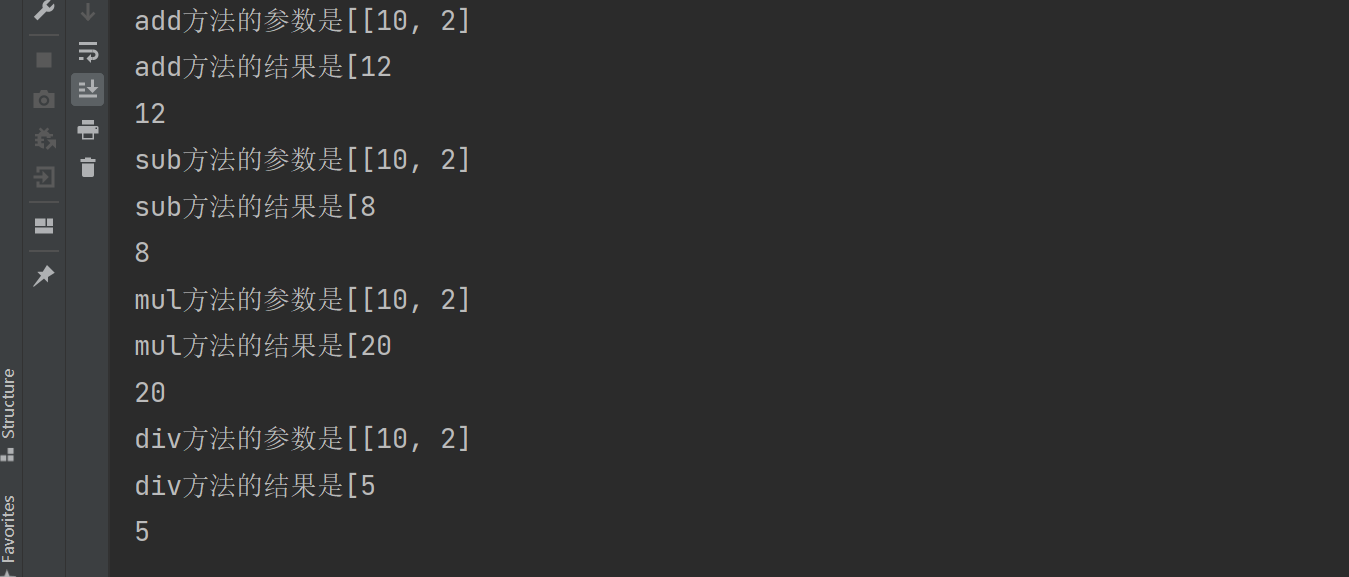 add方法的参数是[[10, 2]
add方法的结果是[12
12
sub方法的参数是[[10, 2]
sub方法的结果是[8
8
mul方法的参数是[[10, 2]
mul方法的结果是[20
20
div方法的参数是[[10, 2]
div方法的结果是[5
5
Structure
Favorites